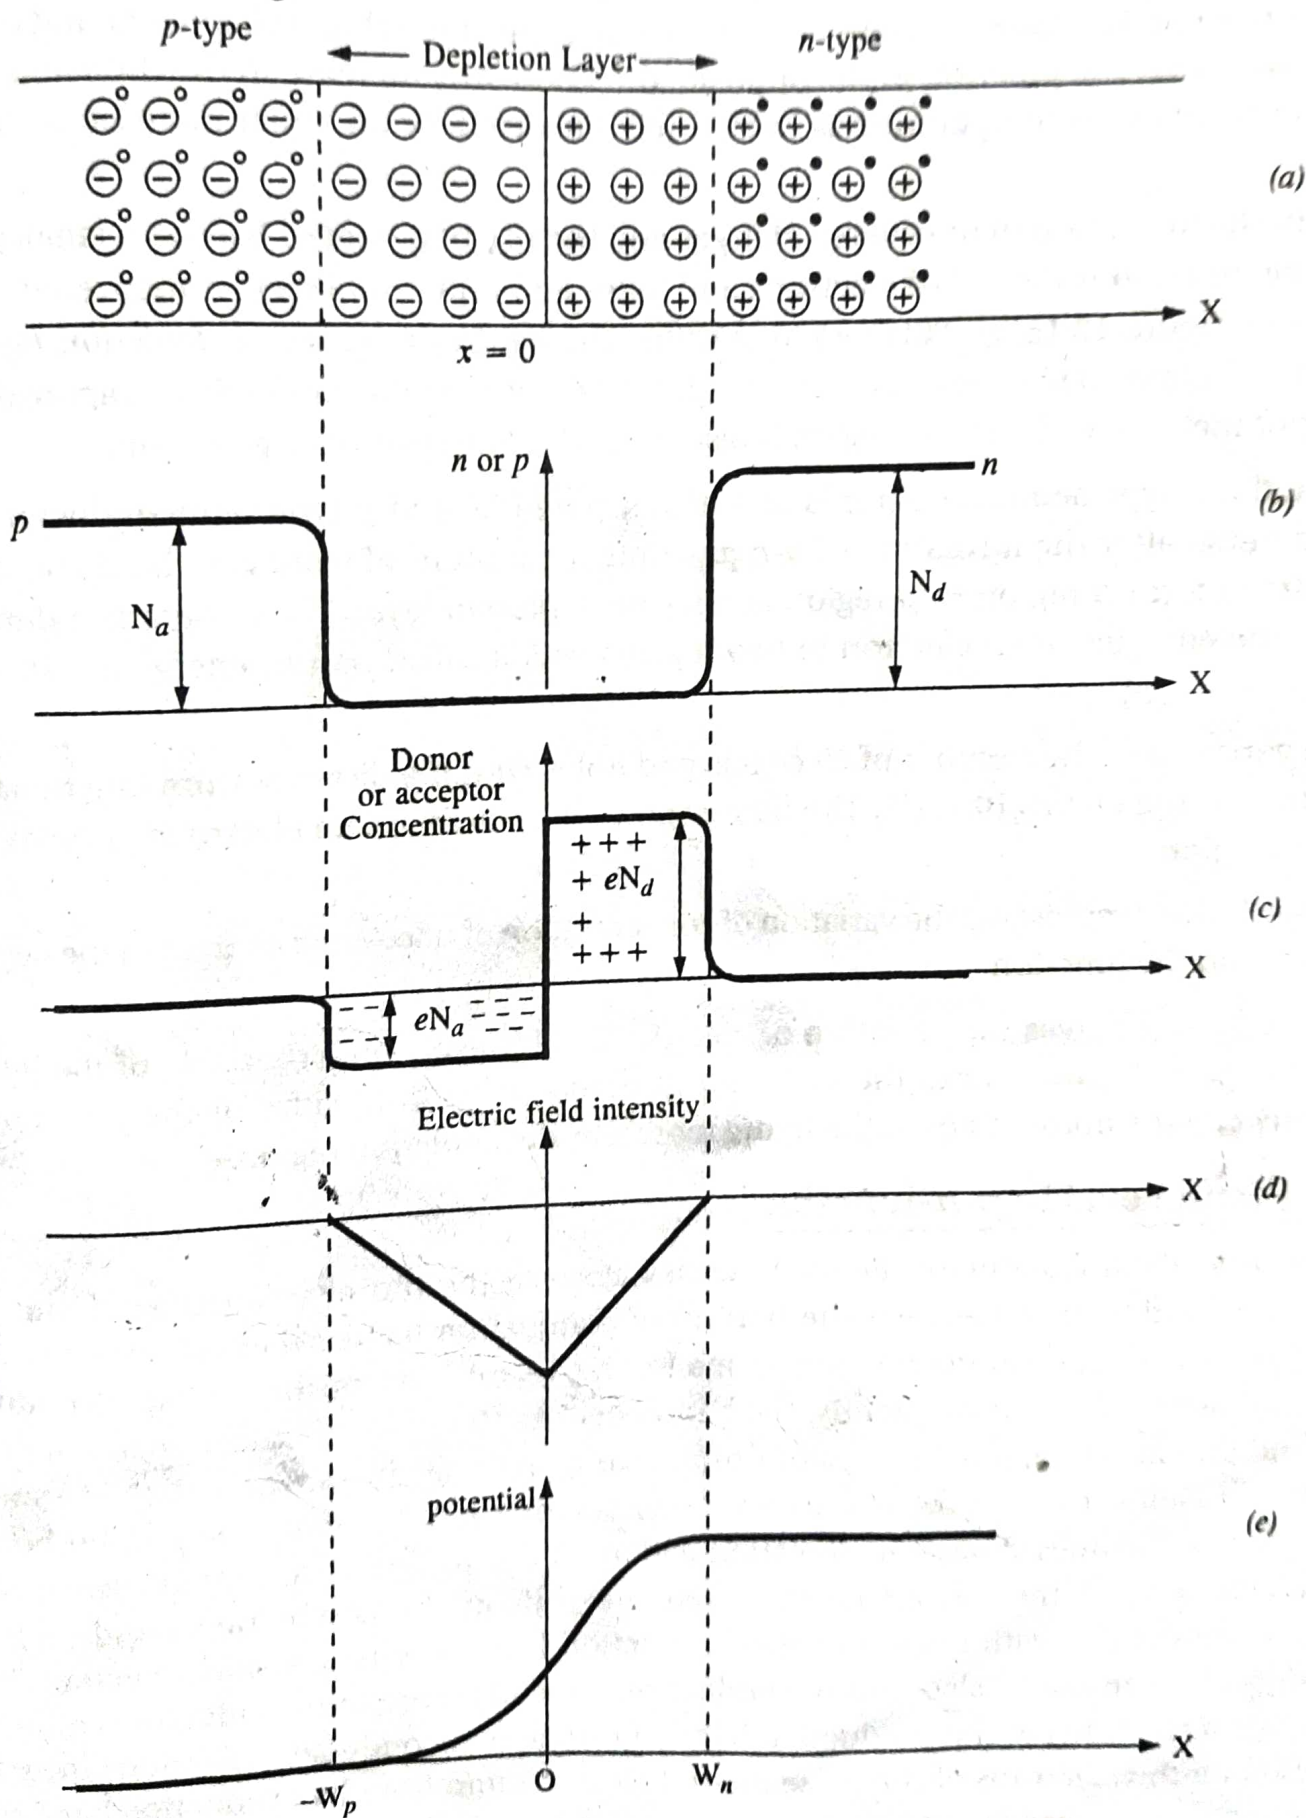 p-type
Depletion Layer
n-type
(a)
X
x = 0
n or p
n
p
(b)
N_a
N_d
X
Donor
or acceptor
Concentration
+ + +
+ eN_d
+
+ + +
(c)
X
eN_a
Electric field intensity
X
(d)
potential
(e)
X
-W_p
O
W_n